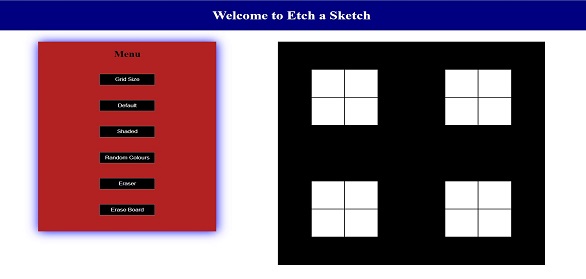 Welcome to Etch a Sketch
Menu
Grid Size
Default
Shaded
Random Colours
Eraser
Erase Board